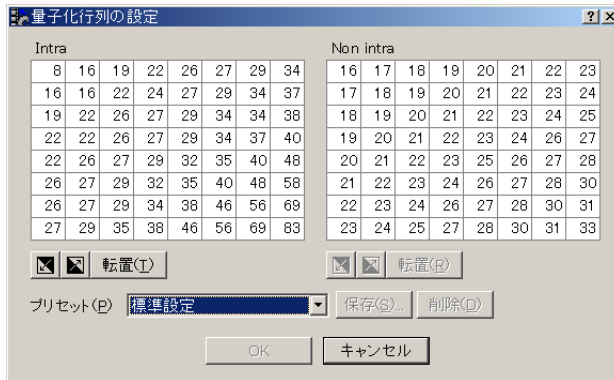 量子化行列の設定
Intra
8 16 19 22 26 27 29 34
16 16 22 24 27 29 34 37
19 22 26 27 29 34 34 38
22 22 26 27 29 34 37 40
22 26 27 29 32 35 40 48
26 27 29 32 35 40 48 58
26 27 29 34 38 46 56 69
27 29 35 38 46 56 69 83
転置(T)
Non intra
16 17 18 19 20 21 22 23
17 18 19 20 21 22 23 24
18 19 20 21 22 23 24 25
19 20 21 22 23 24 26 27
20 21 22 23 25 26 27 28
21 22 23 24 26 27 28 30
22 23 24 26 27 28 30 31
23 24 25 27 28 30 31 33
転置(R)
プリセット(P) 標準設定 保存(S)... 削除(D)
OK キャンセル